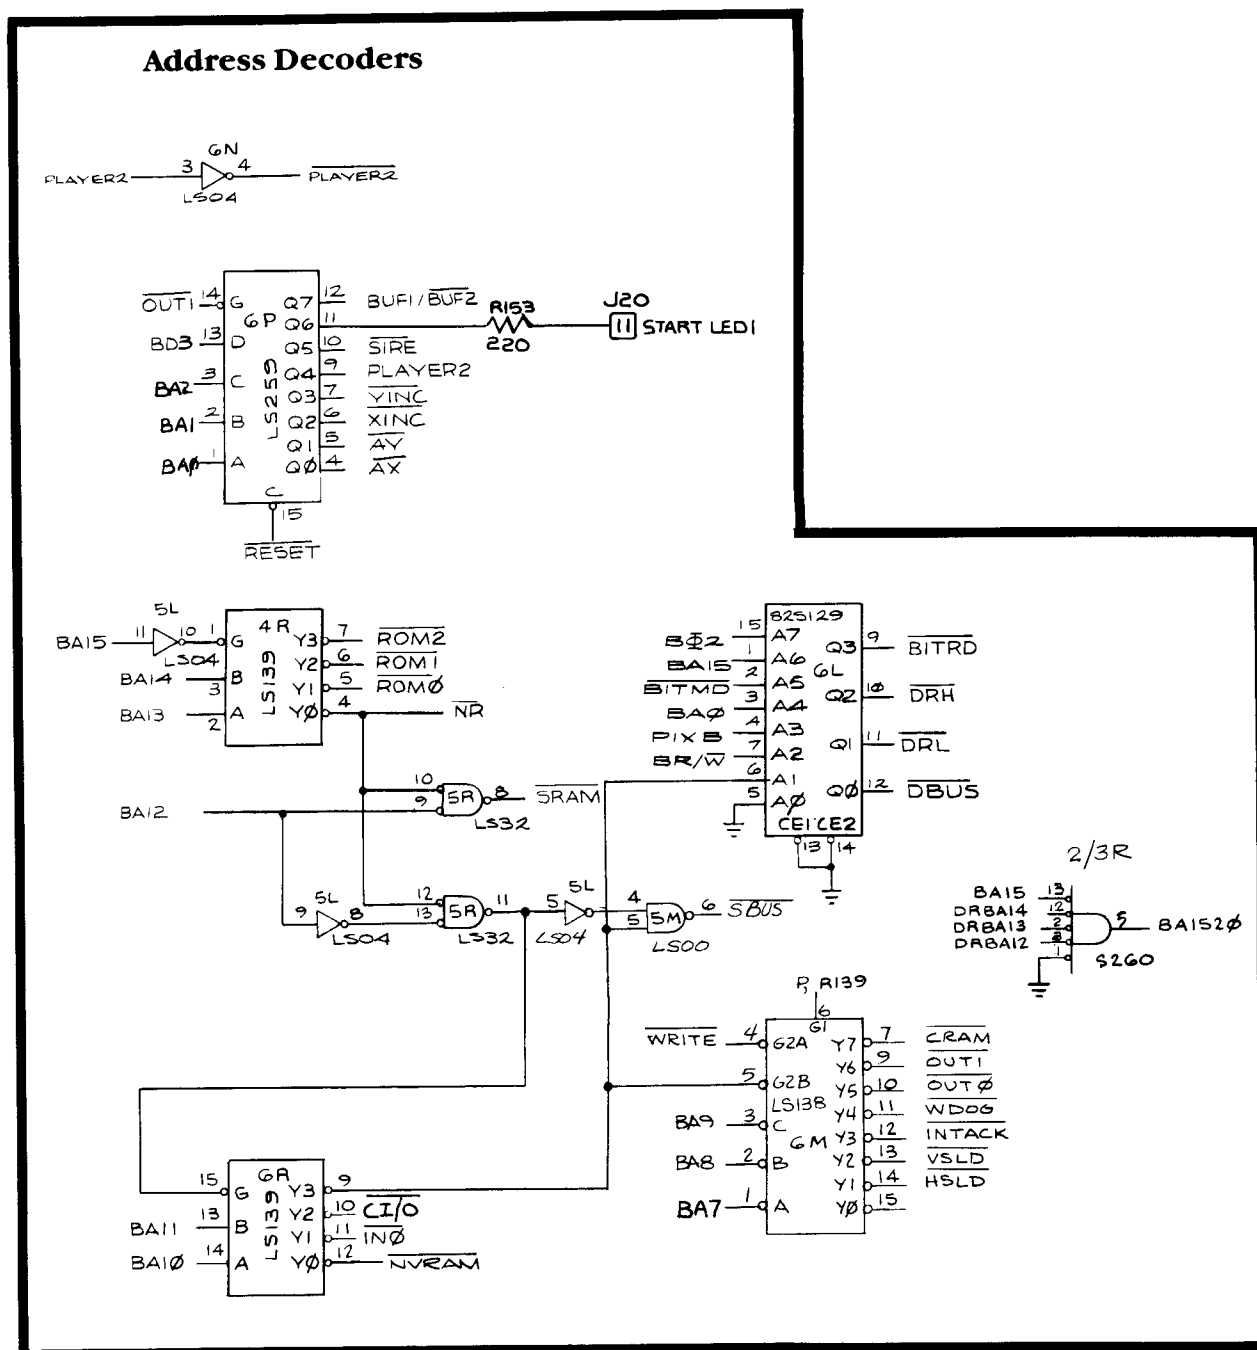 Address Decoders
6N
PLAYER2 3 4 PLAYER2
LS04
OUT1 14 G Q7 12 BUF1/BUF2
6P Q6 11 R153 J20
220 11 START LED1
BD3 13 D Q5 10 SIRE
Q4 9 PLAYER2
BA2 3 C Q3 7 YINC
LS259
BA1 2 B Q2 6 XINC
Q1 5 AY
BAØ 1 A QØ 4 AX
C
15
RESET
5L
BA15 11 10 1 G 4R Y3 7 ROM2
LS04
LS139
BA14 3 B Y2 6 ROM1
Y1 5 ROMØ
BA13 2 A YØ 4 NR
82S129
BΦ2 15 A7 Q3 9 BITRD
BA15 1 A6 6L
BITMD 2 A5 Q2 10 DRH
BAØ 3 A4
PIXB 4 A3 Q1 11 DRL
BR/W 7 A2
6 A1 QØ 12 DBUS
5 AØ
CE1 CE2
13 14
BA12 10 9 5R 8 SRAM
LS32
9 5L 8 12 13 5R 11 5 5L 4 5 5M 6 SBUS
LS04 LS32 LS04 LS00
2/3R
BA15 13
DRBA14 12
DRBA13 2 5 BA152Ø
DRBA12 3
1 S260
P, R139
6
G1
WRITE 4 G2A Y7 7 CRAM
Y6 9 OUT1
5 G2B Y5 10 OUTØ
LS138 Y4 11 WDOG
BA9 3 C Y3 12 INTACK
6M
BA8 2 B Y2 13 VSLD
Y1 14 HSLD
BA7 1 A YØ 15
15 G 6R Y3 9
LS139
Y2 10 CI/O
BA11 13 B Y1 11 INØ
BA1Ø 14 A YØ 12 NVRAM